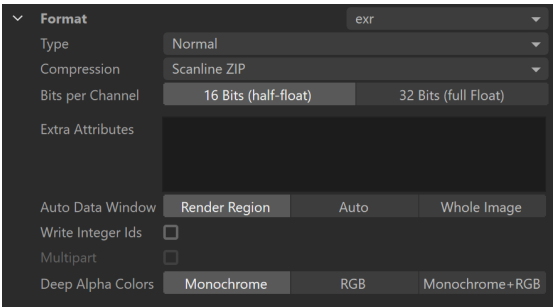 Format exr
Type Normal
Compression Scanline ZIP
Bits per Channel 16 Bits (half-float) 32 Bits (full Float)
Extra Attributes
Auto Data Window Render Region Auto Whole Image
Write Integer Ids
Multipart
Deep Alpha Colors Monochrome RGB Monochrome+RGB